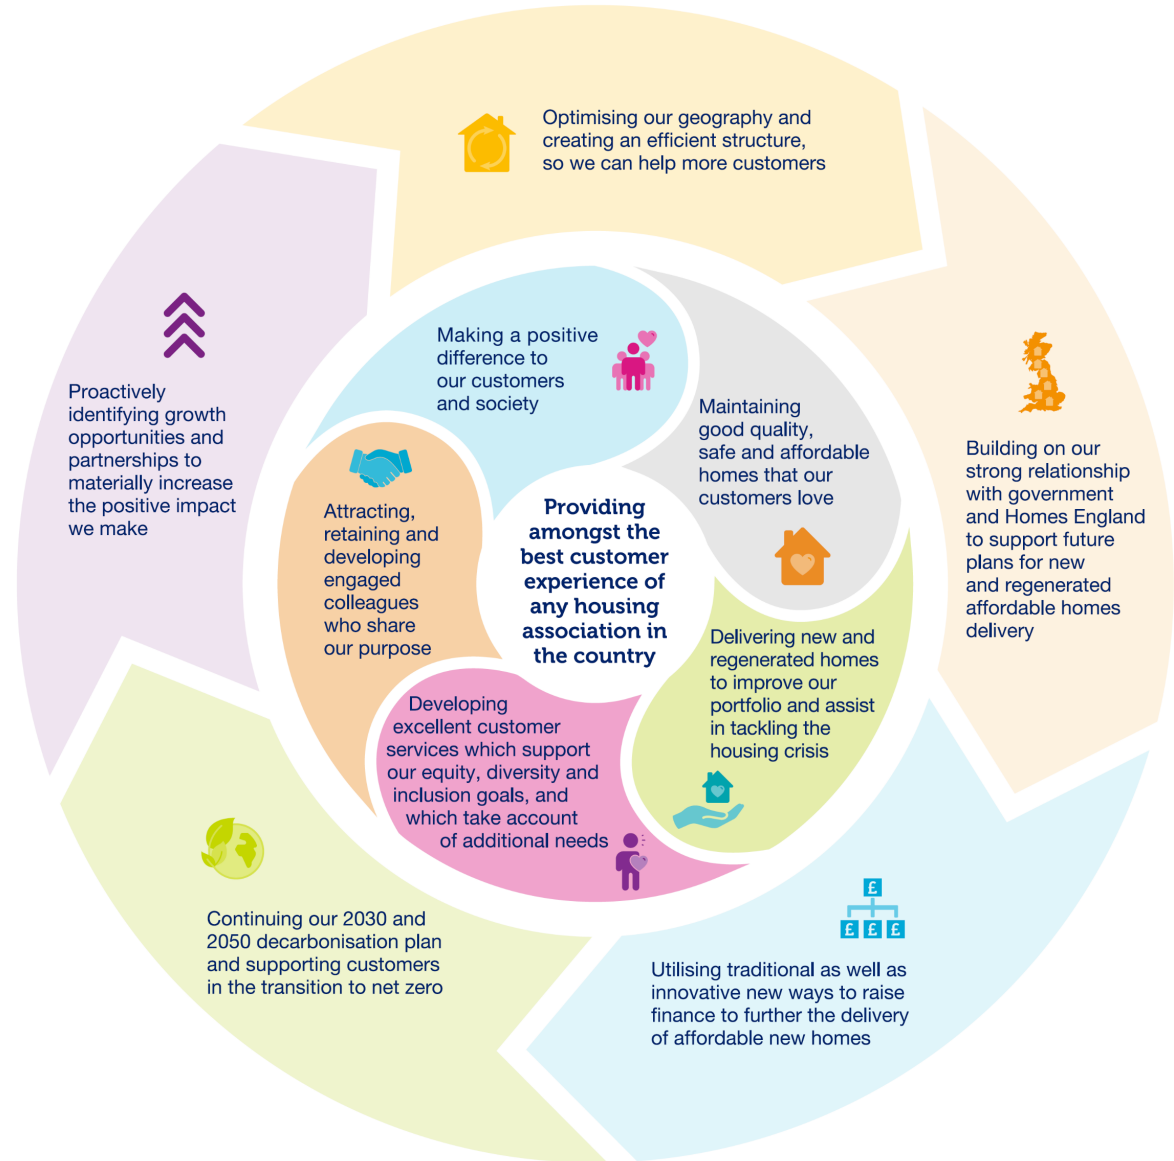 Optimising our geography and
creating an efficient structure,
so we can help more customers
Building on our
strong relationship
with government
and Homes England
to support future
plans for new
and regenerated
affordable homes
delivery
£
£ £ £
Utilising traditional as well as
innovative new ways to raise
finance to further the delivery
of affordable new homes
Continuing our 2030 and
2050 decarbonisation plan
and supporting customers
in the transition to net zero
Proactively
identifying growth
opportunities and
partnerships to
materially increase
the positive impact
we make
Making a positive
difference to
our customers
and society
Maintaining
good quality,
safe and affordable
homes that our
customers love
Delivering new and
regenerated homes
to improve our
portfolio and assist
in tackling the
housing crisis
Developing
excellent customer
services which support
our equity, diversity and
inclusion goals, and
which take account
of additional needs
Attracting,
retaining and
developing
engaged
colleagues
who share
our purpose
Providing
amongst the
best customer
experience of
any housing
association in
the country